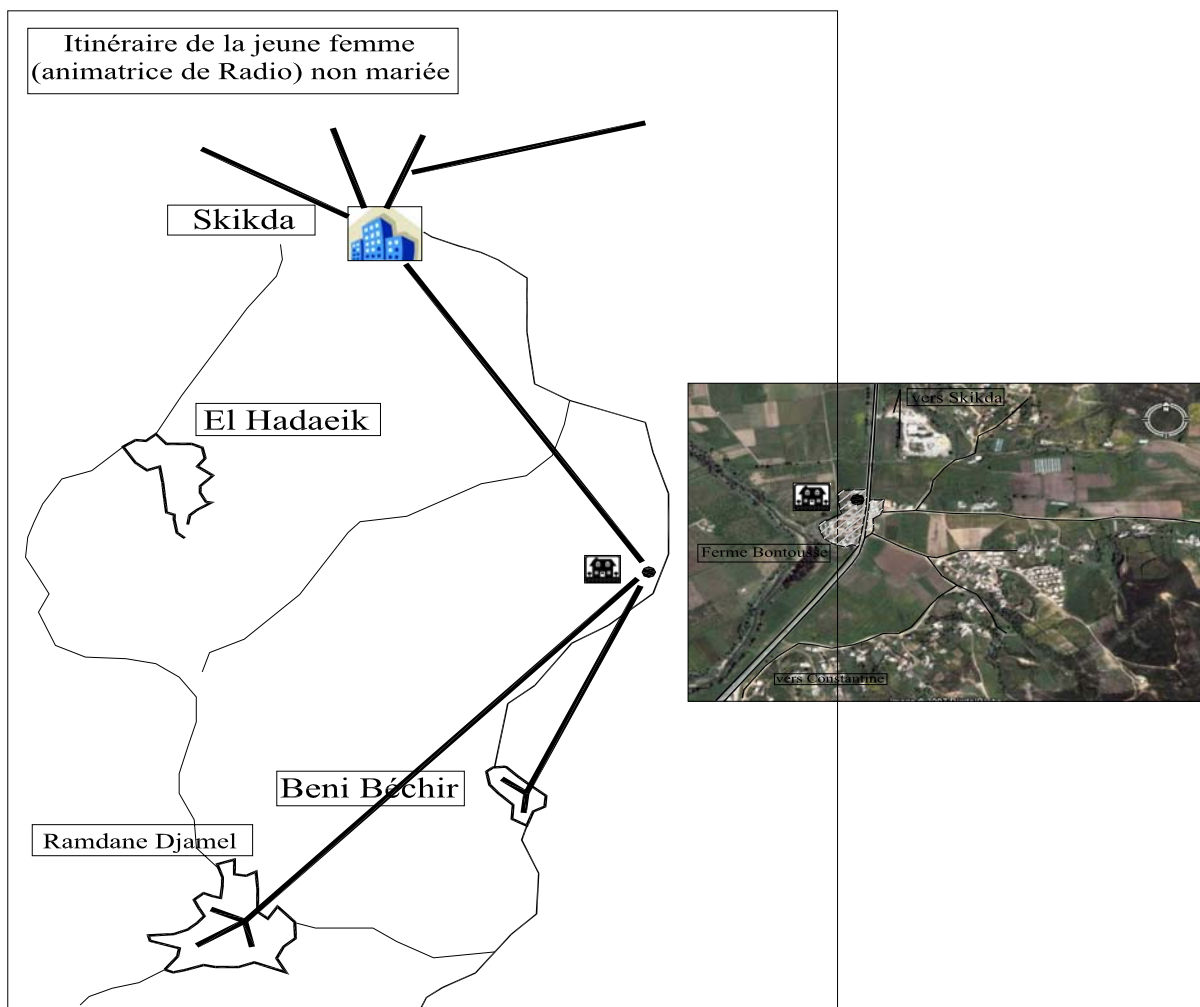 Itinéraire de la jeune femme
(animatrice de Radio) non mariée
Skikda
El Hadaeik
vers Skikda
Ferme Bontousse
vers Constantine
Beni Béchir
Ramdane Djamel